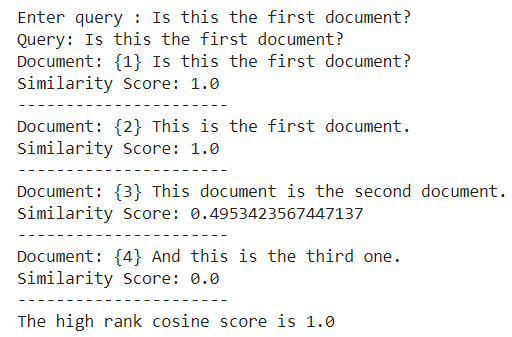 Enter query : Is this the first document?
Query: Is this the first document?
Document: {1} Is this the first document?
Similarity Score: 1.0
----------------------
Document: {2} This is the first document.
Similarity Score: 1.0
----------------------
Document: {3} This document is the second document.
Similarity Score: 0.4953423567447137
----------------------
Document: {4} And this is the third one.
Similarity Score: 0.0
----------------------
The high rank cosine score is 1.0